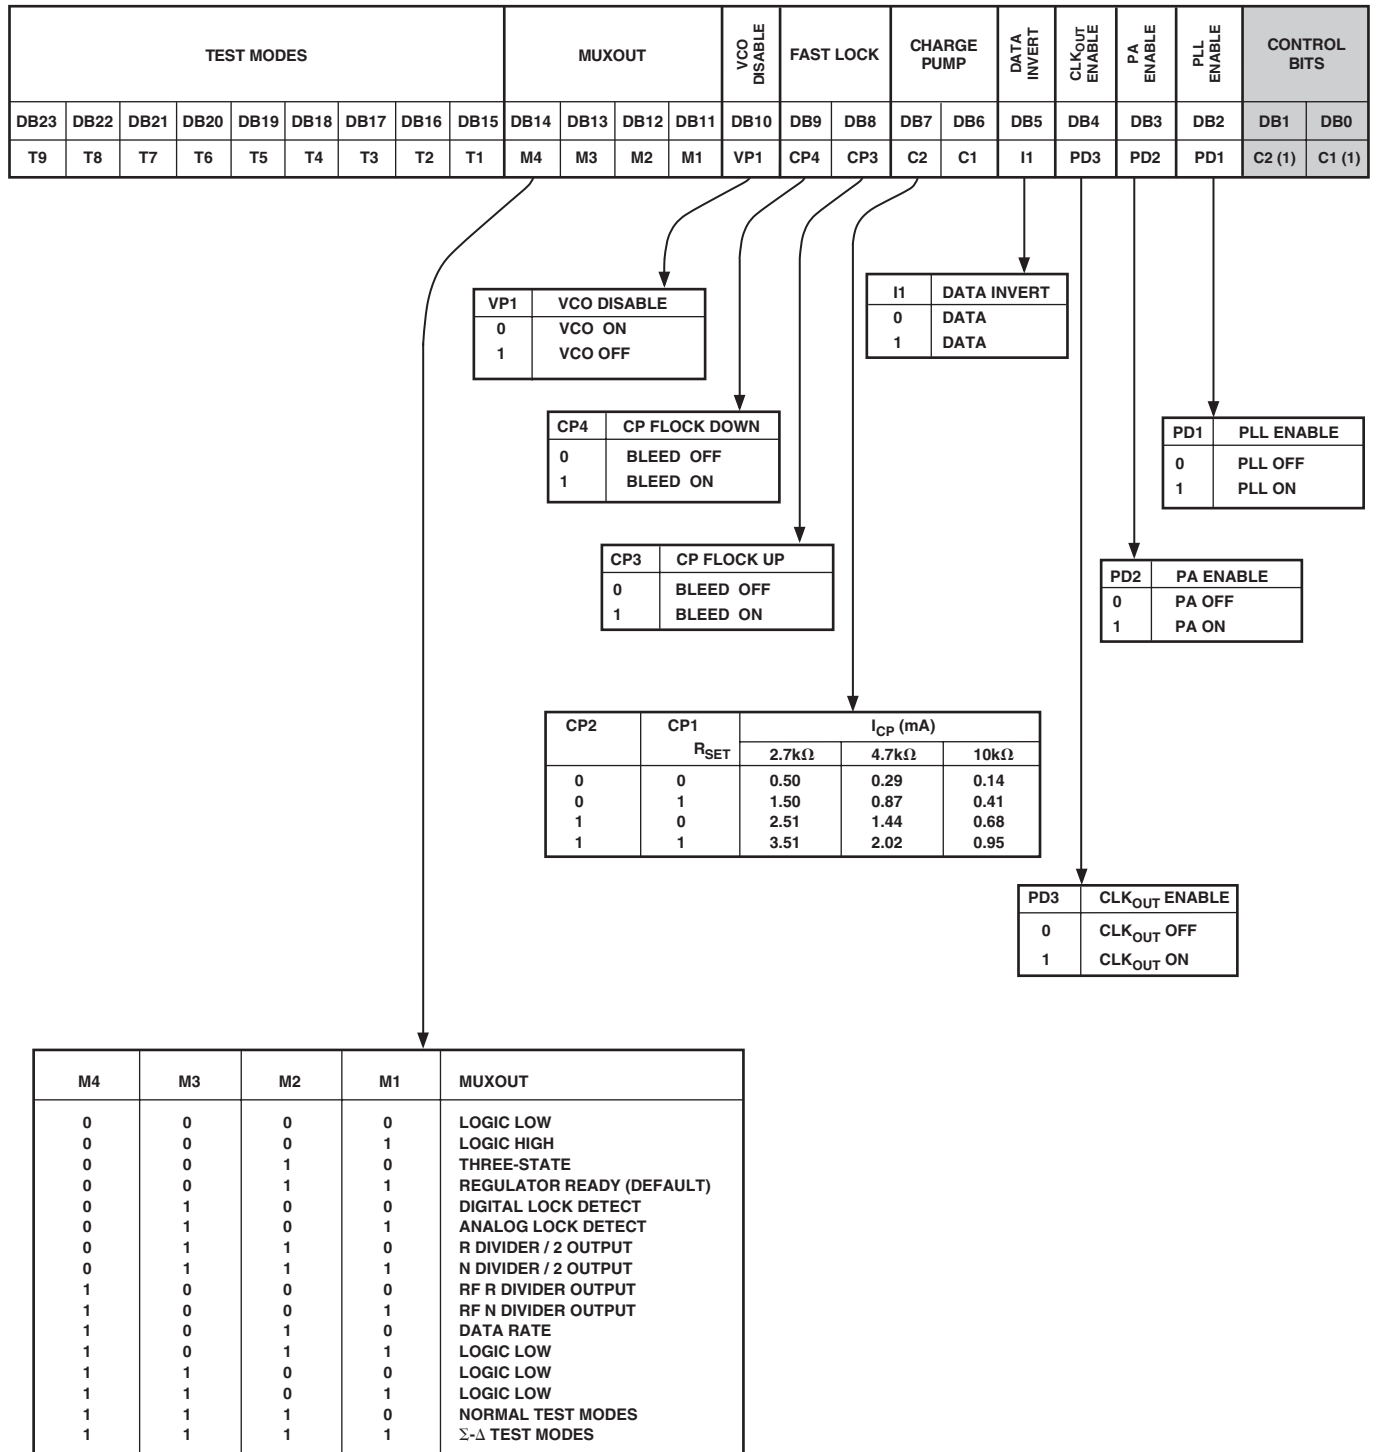 TEST MODES MUXOUT VCO DISABLE FAST LOCK CHARGE PUMP DATA INVERT CLKOUT ENABLE PA ENABLE PLL ENABLE CONTROL BITS
DB23 DB22 DB21 DB20 DB19 DB18 DB17 DB16 DB15 DB14 DB13 DB12 DB11 DB10 DB9 DB8 DB7 DB6 DB5 DB4 DB3 DB2 DB1 DB0
T9 T8 T7 T6 T5 T4 T3 T2 T1 M4 M3 M2 M1 VP1 CP4 CP3 C2 C1 I1 PD3 PD2 PD1 C2 (1) C1 (1)
VP1 VCO DISABLE
0 VCO ON
1 VCO OFF
I1 DATA INVERT
0 DATA
1 DATA
CP4 CP FLOCK DOWN
0 BLEED OFF
1 BLEED ON
PD1 PLL ENABLE
0 PLL OFF
1 PLL ON
CP3 CP FLOCK UP
0 BLEED OFF
1 BLEED ON
PD2 PA ENABLE
0 PA OFF
1 PA ON
CP2 CP1 ICP (mA)
RSET 2.7kΩ 4.7kΩ 10kΩ
0 0 0.50 0.29 0.14
0 1 1.50 0.87 0.41
1 0 2.51 1.44 0.68
1 1 3.51 2.02 0.95
PD3 CLKOUT ENABLE
0 CLKOUT OFF
1 CLKOUT ON
M4 M3 M2 M1 MUXOUT
0 0 0 0 LOGIC LOW
0 0 0 1 LOGIC HIGH
0 0 1 0 THREE-STATE
0 0 1 1 REGULATOR READY (DEFAULT)
0 1 0 0 DIGITAL LOCK DETECT
0 1 0 1 ANALOG LOCK DETECT
0 1 1 0 R DIVIDER / 2 OUTPUT
0 1 1 1 N DIVIDER / 2 OUTPUT
1 0 0 0 RF R DIVIDER OUTPUT
1 0 0 1 RF N DIVIDER OUTPUT
1 0 1 0 DATA RATE
1 0 1 1 LOGIC LOW
1 1 0 0 LOGIC LOW
1 1 0 1 LOGIC LOW
1 1 1 0 NORMAL TEST MODES
1 1 1 1 Σ-Δ TEST MODES